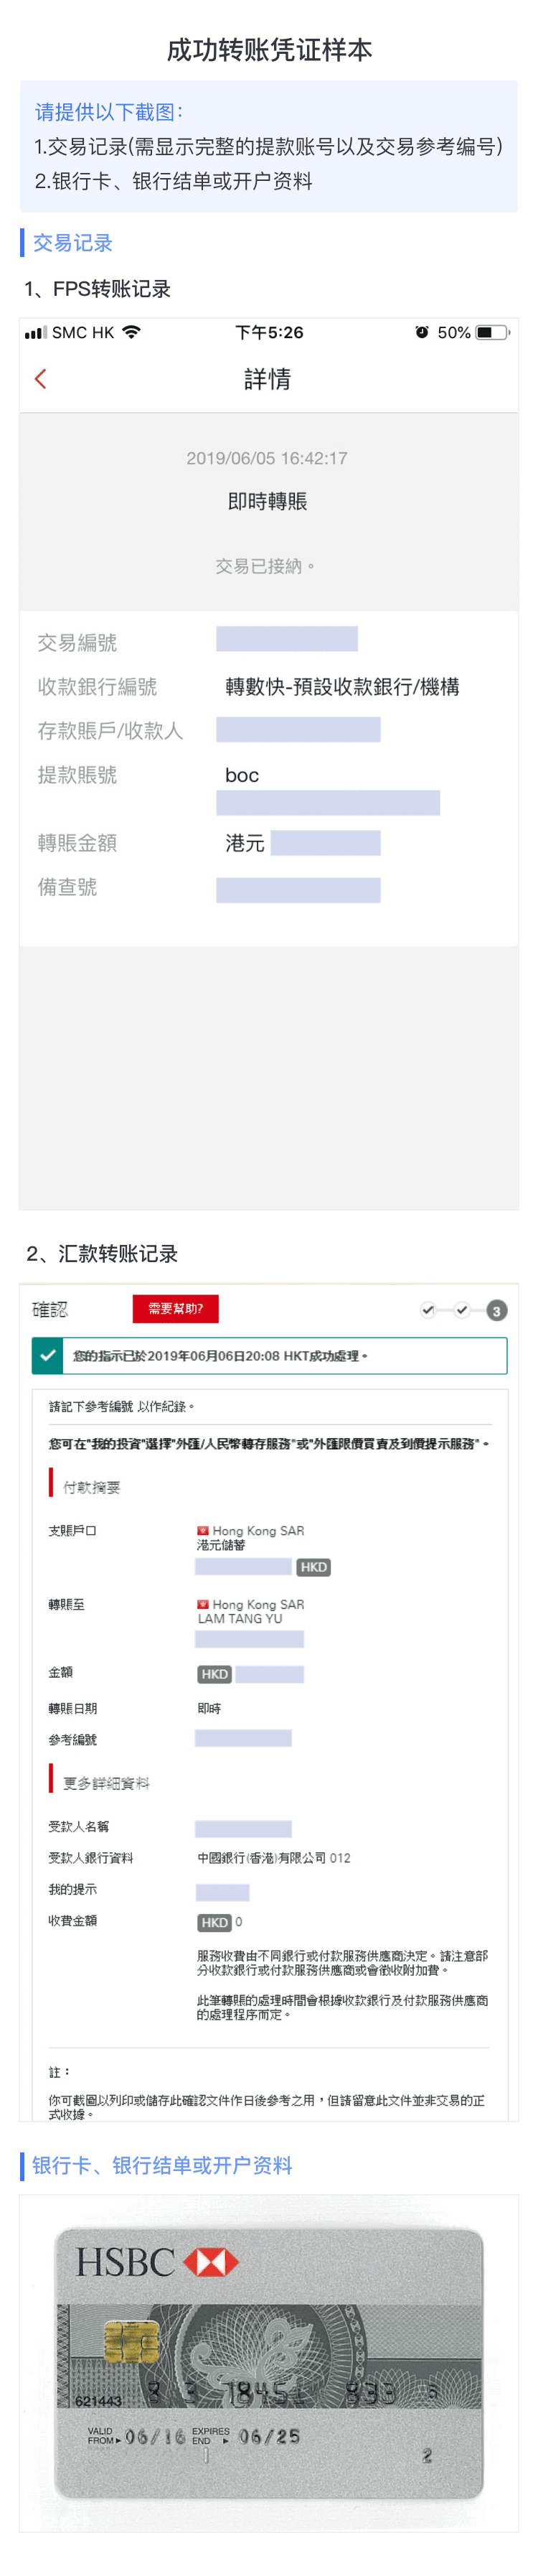 成功转账凭证样本
请提供以下截图：
1.交易记录(需显示完整的提款账号以及交易参考编号)
2.银行卡、银行结单或开户资料
交易记录
1、FPS转账记录
SMC HK 下午5:26 50%
詳情
2019/06/05 16:42:17
即時轉賬
交易已接納。
交易編號
收款銀行編號 轉數快-預設收款銀行/機構
存款賬戶/收款人
提款賬號 boc
轉賬金額 港元
備查號
2、汇款转账记录
確認 需要幫助? 3
您的指示已於2019年06月06日20:08 HKT成功處理。
請記下參考編號 以作紀錄。
您可在"我的投資"選擇"外匯/人民幣轉存服務"或"外匯限價買賣及到價提示服務"。
付款摘要
支賬戶口 Hong Kong SAR
港元儲蓄
HKD
轉賬至 Hong Kong SAR
LAM TANG YU
金額 HKD
轉賬日期 即時
參考編號
更多詳細資料
受款人名稱
受款人銀行資料 中國銀行(香港)有限公司 012
我的提示
收費金額 HKD 0
服務收費由不同銀行或付款服務供應商決定。請注意部
分收款銀行或付款服務供應商或會徵收附加費。
此筆轉賬的處理時間會根據收款銀行及付款服務供應商
的處理程序而定。
註：
你可截圖以列印或儲存此確認文件作日後參考之用，但請留意此文件並非交易的正
式收據。
银行卡、银行结单或开户资料
HSBC
8 3 78451 833 6
621443
VALID FROM 06/16 EXPIRES END 06/25
1 2